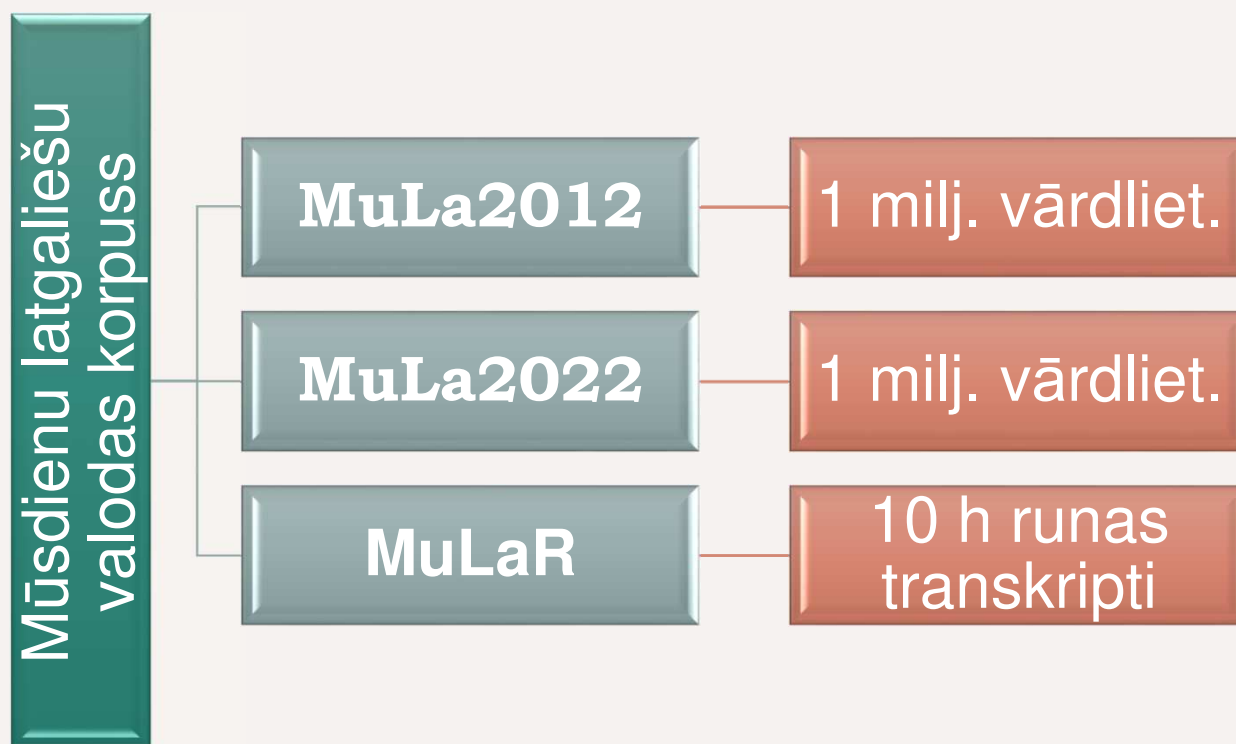 Mūsdienu latgaliešu
valodas korpuss
MuLa2012
1 milj. vārdliet.
MuLa2022
1 milj. vārdliet.
MuLaR
10 h runas
transkripti